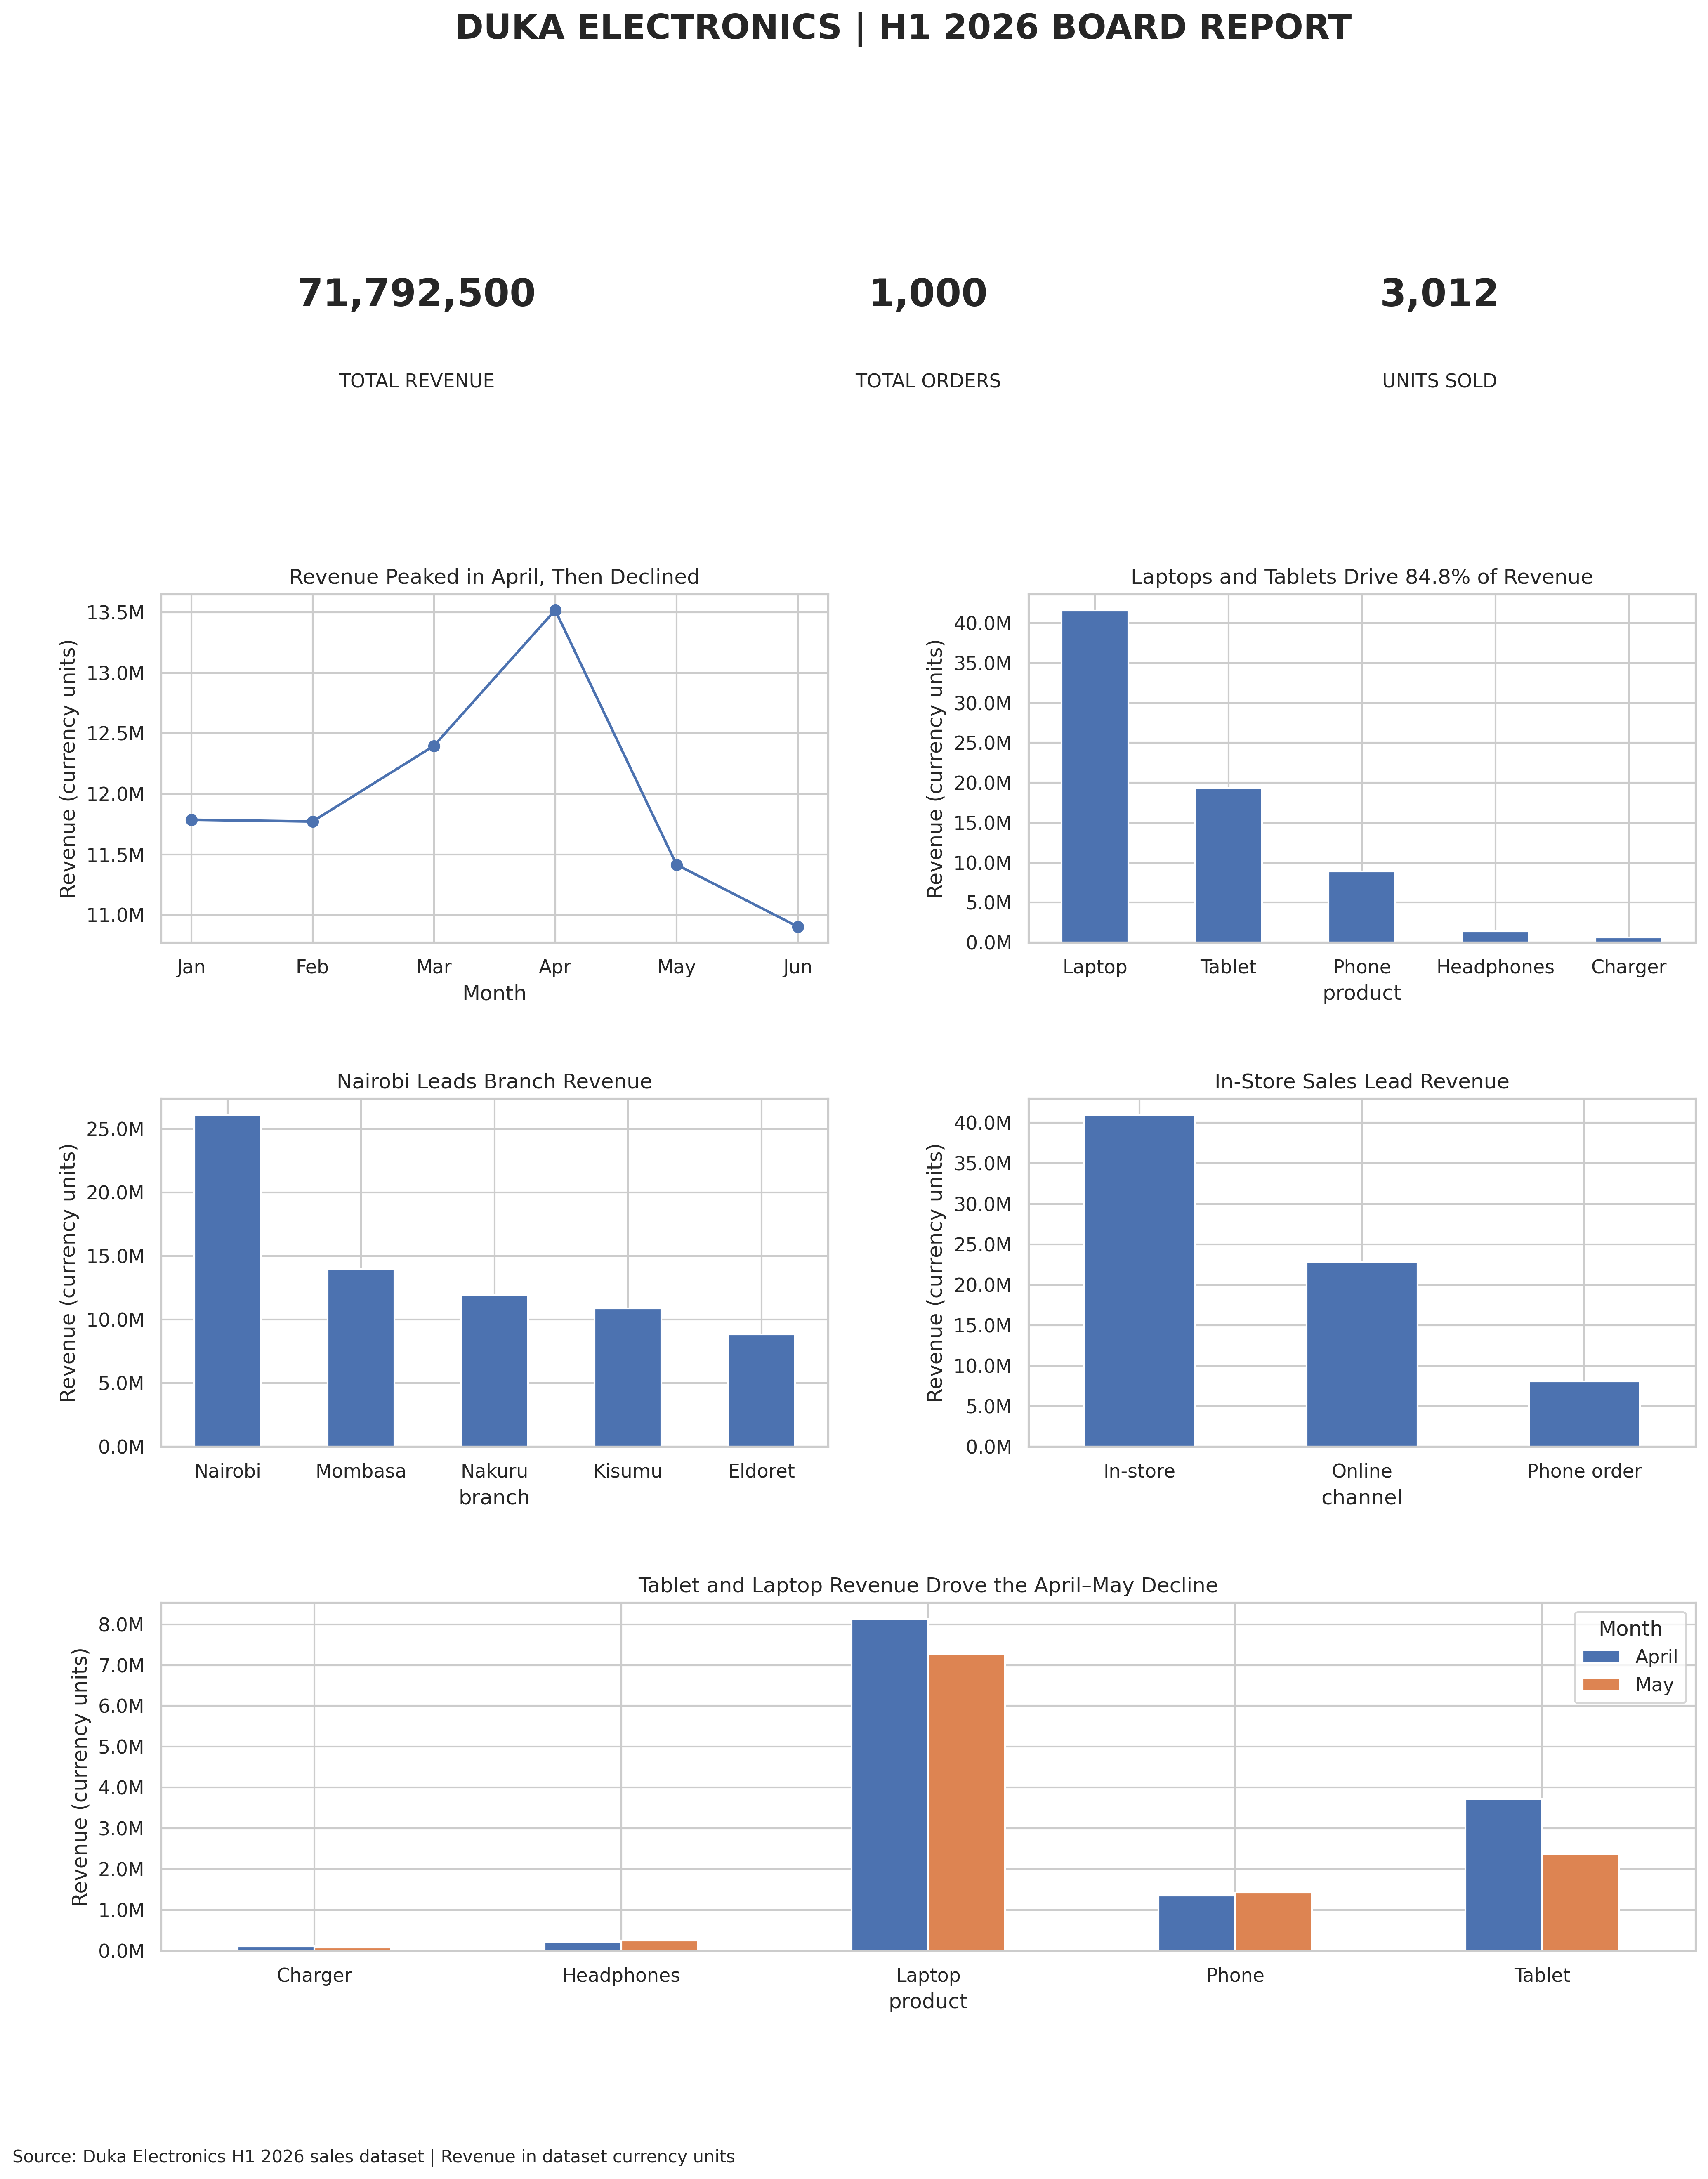 DUKA ELECTRONICS | H1 2026 BOARD REPORT
71,792,500
TOTAL REVENUE
1,000
TOTAL ORDERS
3,012
UNITS SOLD
Revenue Peaked in April, Then Declined
Revenue (currency units)
13.5M
13.0M
12.5M
12.0M
11.5M
11.0M
Jan Feb Mar Apr May Jun
Month
Laptops and Tablets Drive 84.8% of Revenue
Revenue (currency units)
40.0M
35.0M
30.0M
25.0M
20.0M
15.0M
10.0M
5.0M
0.0M
Laptop Tablet Phone Headphones Charger
product
Nairobi Leads Branch Revenue
Revenue (currency units)
25.0M
20.0M
15.0M
10.0M
5.0M
0.0M
Nairobi Mombasa Nakuru Kisumu Eldoret
branch
In-Store Sales Lead Revenue
Revenue (currency units)
40.0M
35.0M
30.0M
25.0M
20.0M
15.0M
10.0M
5.0M
0.0M
In-store Online Phone order
channel
Tablet and Laptop Revenue Drove the April–May Decline
Revenue (currency units)
8.0M
7.0M
6.0M
5.0M
4.0M
3.0M
2.0M
1.0M
0.0M
Month
April
May
Charger Headphones Laptop Phone Tablet
product
Source: Duka Electronics H1 2026 sales dataset | Revenue in dataset currency units